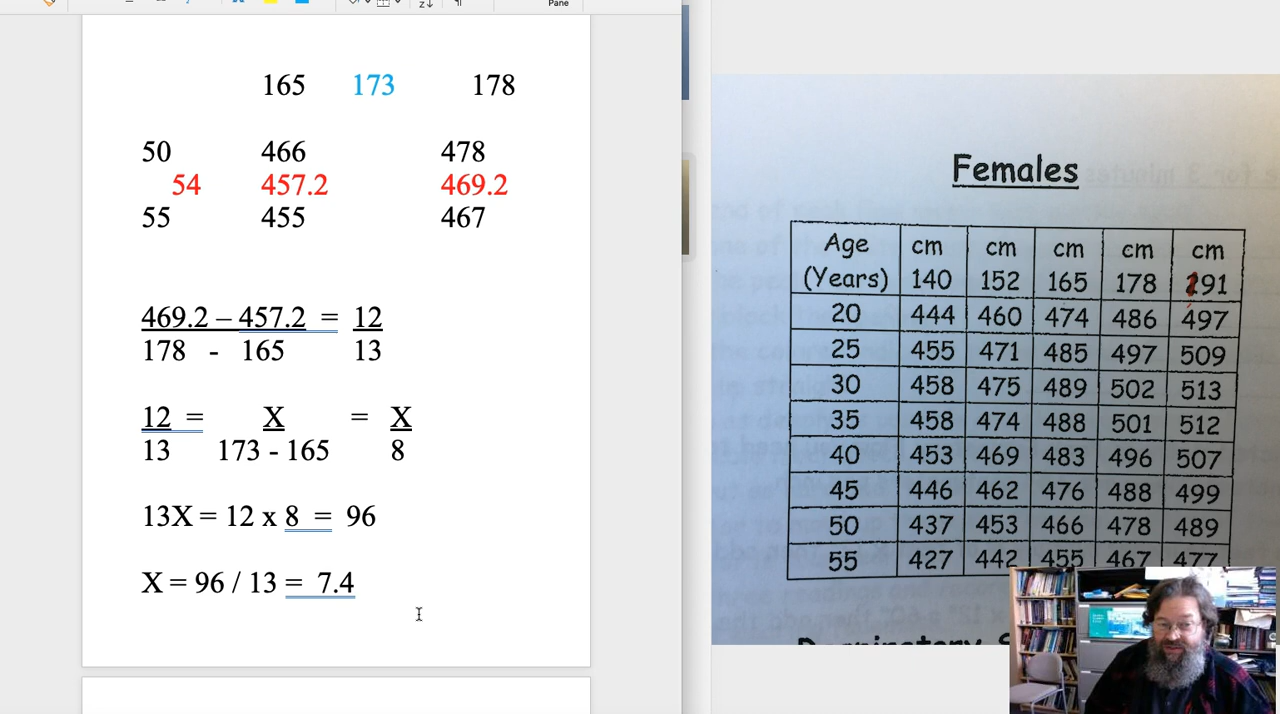 Pane
165 173 178
50 466 478
54 457.2 469.2
55 455 467
469.2 – 457.2 = 12
178 - 165 13
12 = X = X
13 173 - 165 8
13X = 12 x 8 = 96
X = 96 / 13 = 7.4
Females
Age cm cm cm cm cm
(Years) 140 152 165 178 191
20 444 460 474 486 497
25 455 471 485 497 509
30 458 475 489 502 513
35 458 474 488 501 512
40 453 469 483 496 507
45 446 462 476 488 499
50 437 453 466 478 489
55 427 442 455 467 477